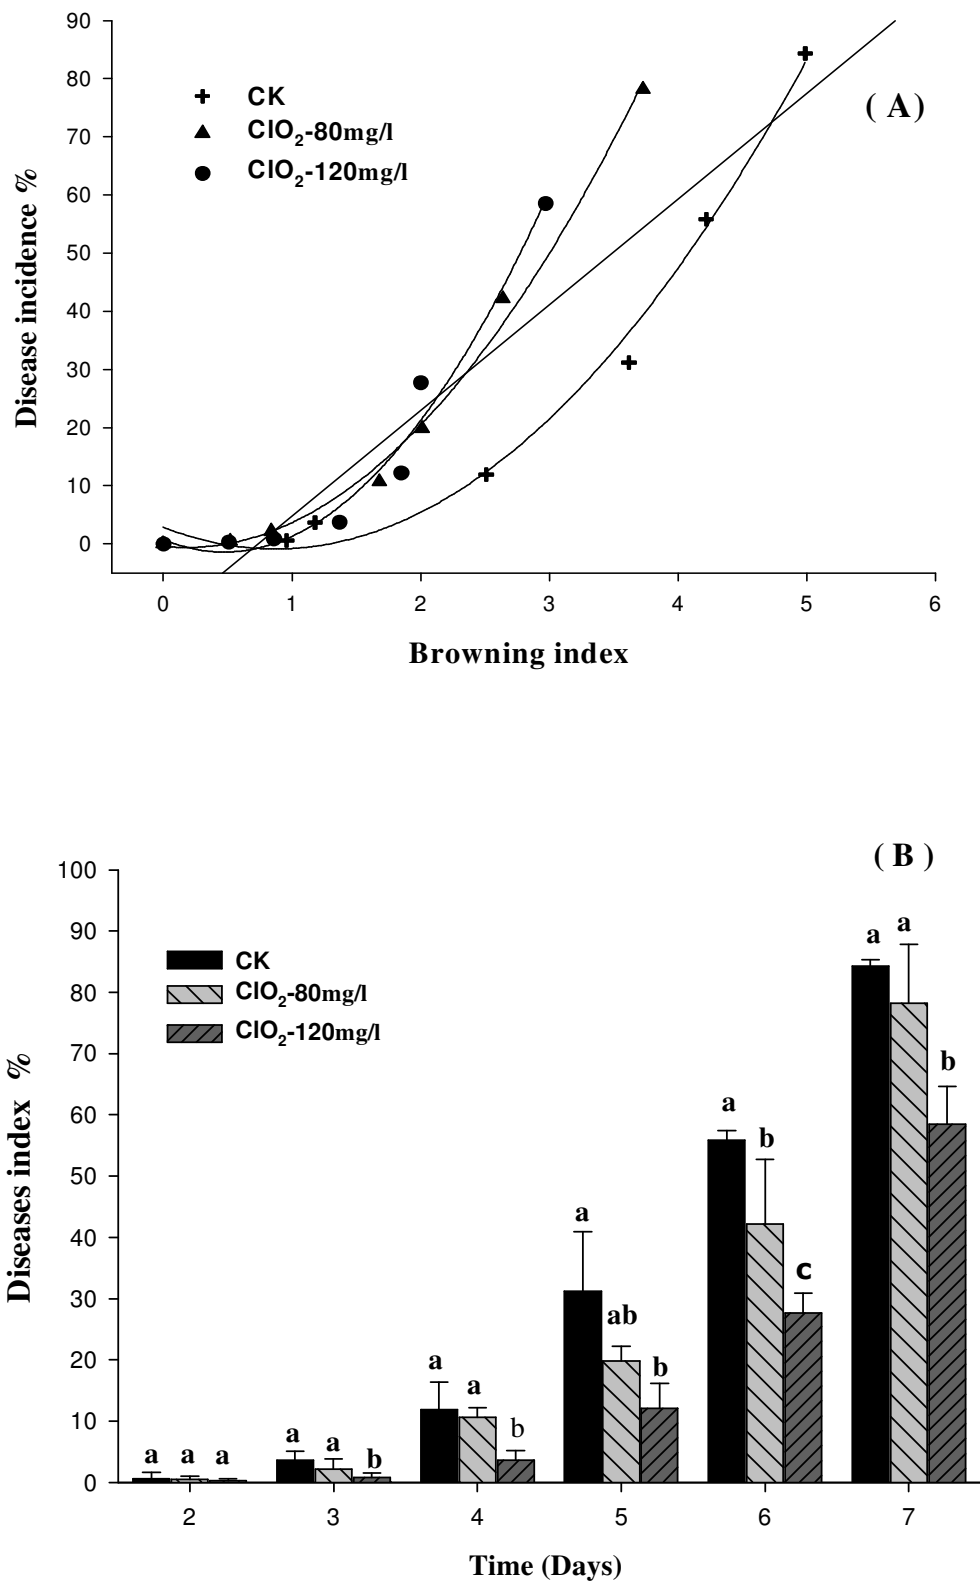 90
80
70
60
50
40
30
20
10
0
Disease incidence %
CK
ClO2-80mg/l
ClO2-120mg/l
( A )
0 1 2 3 4 5 6
Browning index
( B )
100
90
80
70
60
50
40
30
20
10
0
Diseases index %
CK
ClO2-80mg/l
ClO2-120mg/l
a a a
a a b
a a b
a ab b
a b c
a a b
2 3 4 5 6 7
Time (Days)